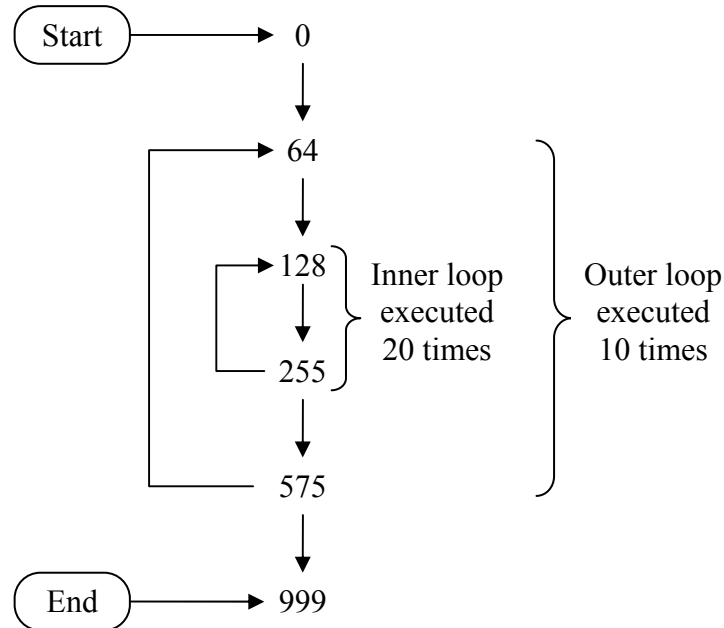 Start
0
64
128
Inner loop
executed
20 times
Outer loop
executed
10 times
255
575
End
999